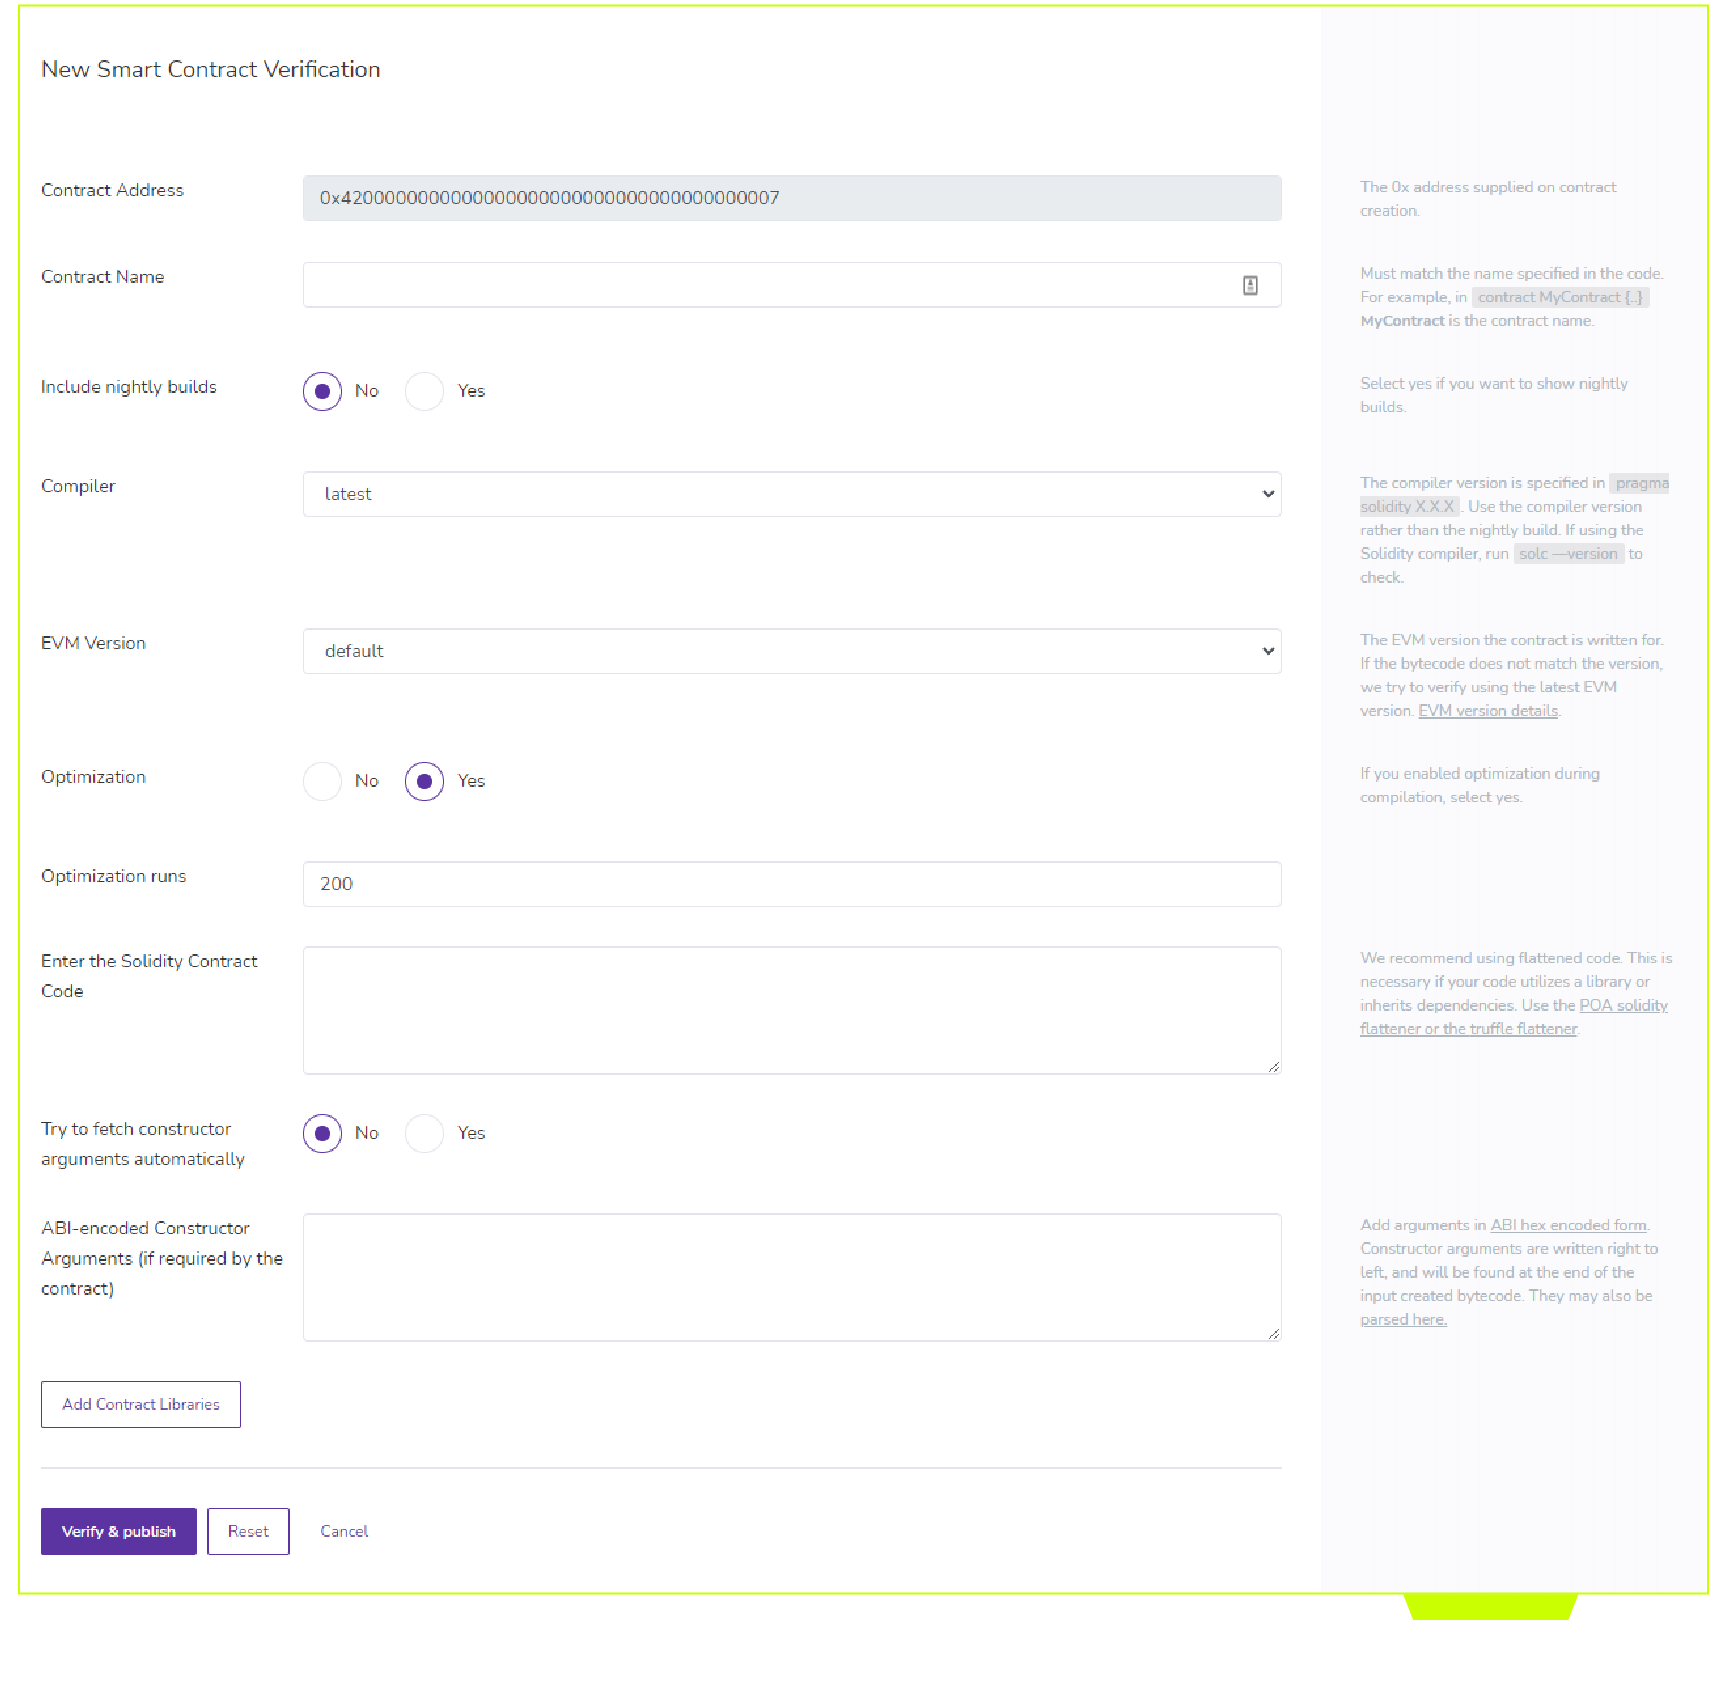 New Smart Contract Verification
Contract Address
0x4200000000000000000000000000000000000007
The 0x address supplied on contract
creation.
Contract Name
Must match the name specified in the code.
For example, in contract MyContract {..}
MyContract is the contract name.
Include nightly builds
No
Yes
Select yes if you want to show nightly
builds.
Compiler
latest
The compiler version is specified in pragma
solidity X.X.X . Use the compiler version
rather than the nightly build. If using the
Solidity compiler, run solc —version to
check.
EVM Version
default
The EVM version the contract is written for.
If the bytecode does not match the version,
we try to verify using the latest EVM
version. EVM version details.
Optimization
No
Yes
If you enabled optimization during
compilation, select yes.
Optimization runs
200
Enter the Solidity Contract
Code
We recommend using flattened code. This is
necessary if your code utilizes a library or
inherits dependencies. Use the POA solidity
flattener or the truffle flattener.
Try to fetch constructor
arguments automatically
No
Yes
ABI-encoded Constructor
Arguments (if required by the
contract)
Add arguments in ABI hex encoded form.
Constructor arguments are written right to
left, and will be found at the end of the
input created bytecode. They may also be
parsed here.
Add Contract Libraries
Verify & publish
Reset
Cancel